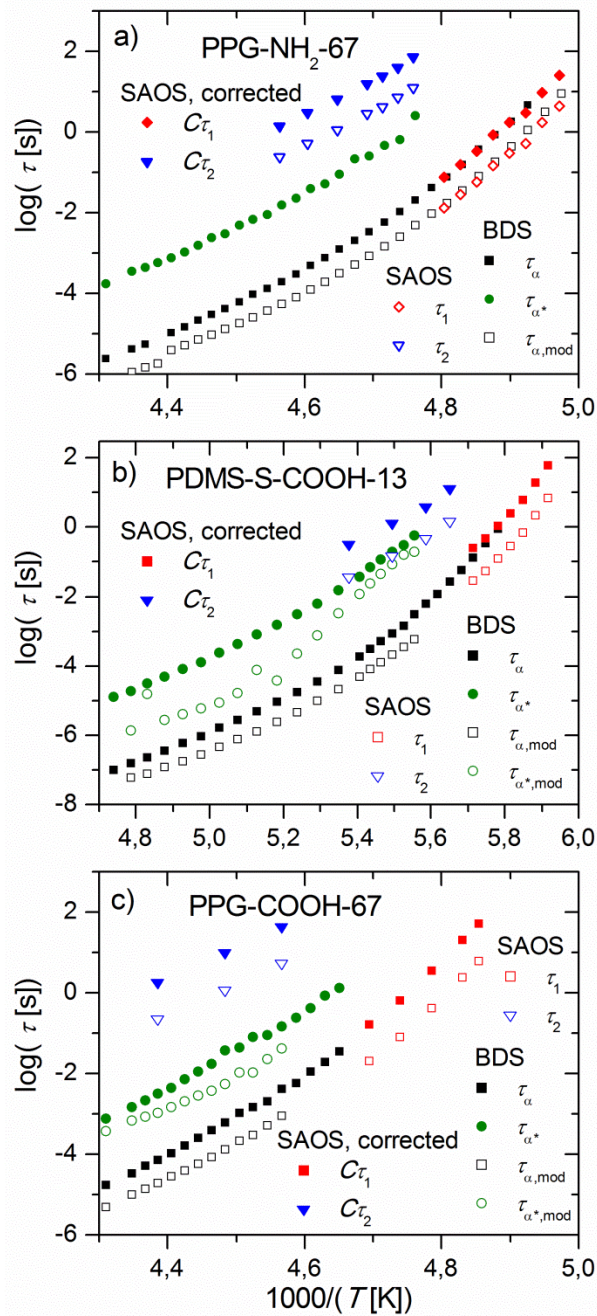 a) PPG-NH2-67
SAOS, corrected
Cτ1
Cτ2
BDS
τα
τα*
τα,mod
SAOS
τ1
τ2
log( τ [s])
2
0
-2
-4
-6
4,4 4,6 4,8 5,0
b) PDMS-S-COOH-13
SAOS, corrected
Cτ1
Cτ2
BDS
τα
τα*
τα,mod
τα*,mod
SAOS
τ1
τ2
log( τ [s])
2
0
-2
-4
-6
-8
4,8 5,0 5,2 5,4 5,6 5,8 6,0
c) PPG-COOH-67
SAOS
τ1
τ2
BDS
τα
τα*
τα,mod
τα*,mod
SAOS, corrected
Cτ1
Cτ2
log( τ [s])
2
0
-2
-4
-6
4,4 4,6 4,8 5,0
1000/(T [K])